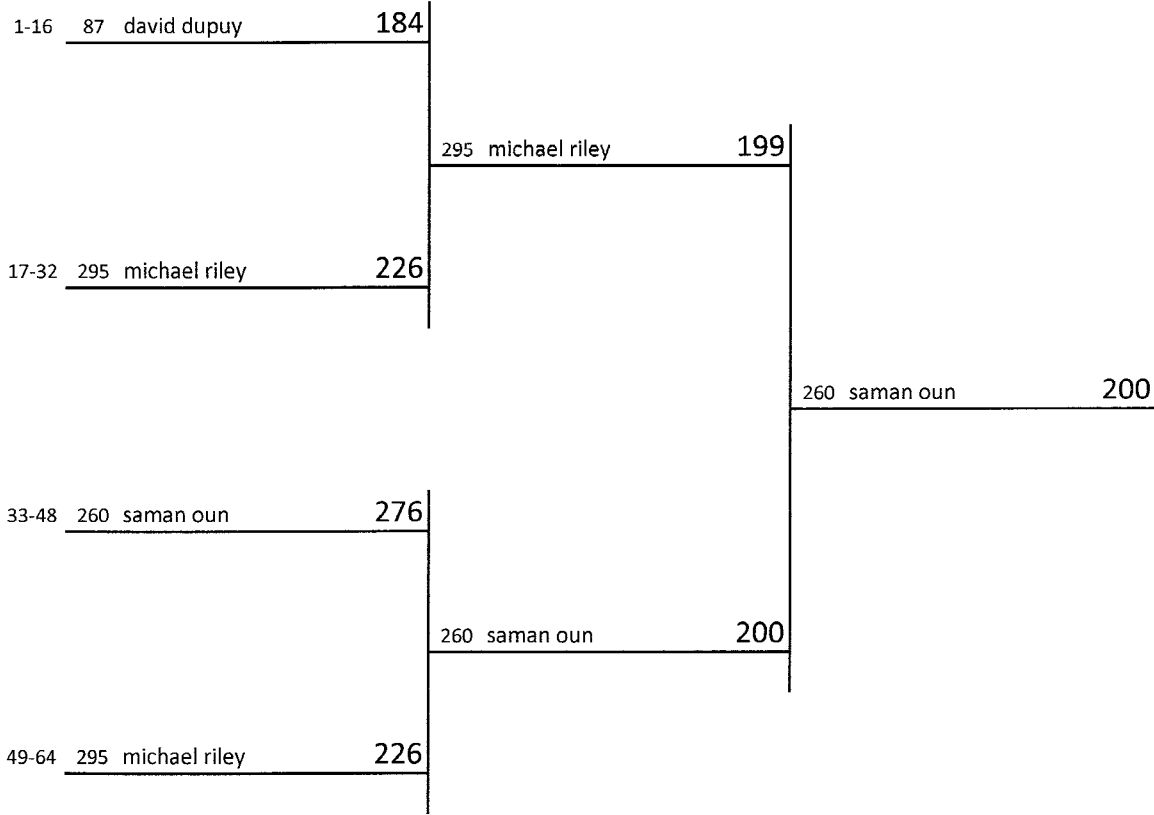 1-16 87 david dupuy 184
295 michael riley 199
17-32 295 michael riley 226
260 saman oun 200
33-48 260 saman oun 276
260 saman oun 200
49-64 295 michael riley 226